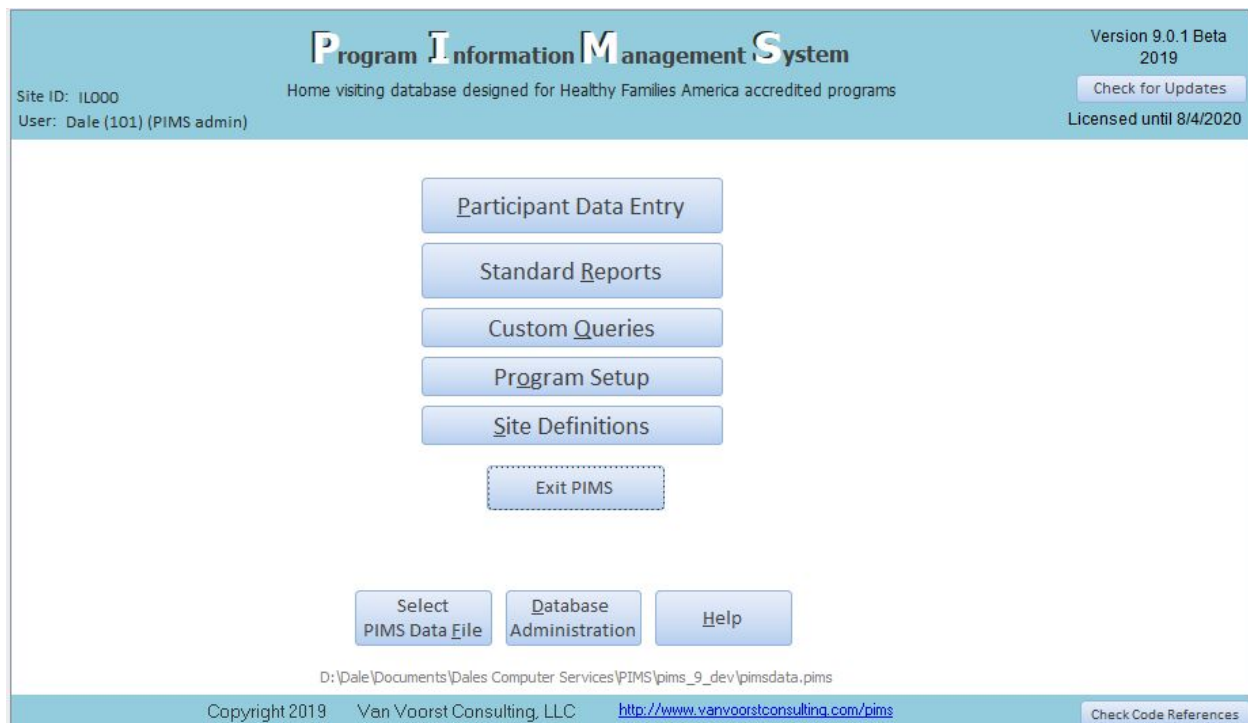 Program Information Management System
Home visiting database designed for Healthy Families America accredited programs
Version 9.0.1 Beta
2019
Check for Updates
Licensed until 8/4/2020
Site ID: IL000
User: Dale (101) (PIMS admin)
Participant Data Entry
Standard Reports
Custom Queries
Program Setup
Site Definitions
Exit PIMS
Select
PIMS Data File
Database
Administration
Help
D:\Dale\Documents\Dales Computer Services\PIMS\pims_9_dev\pimsdata.pims
Copyright 2019 Van Voorst Consulting, LLC http://www.vanvoorstconsulting.com/pims
Check Code References